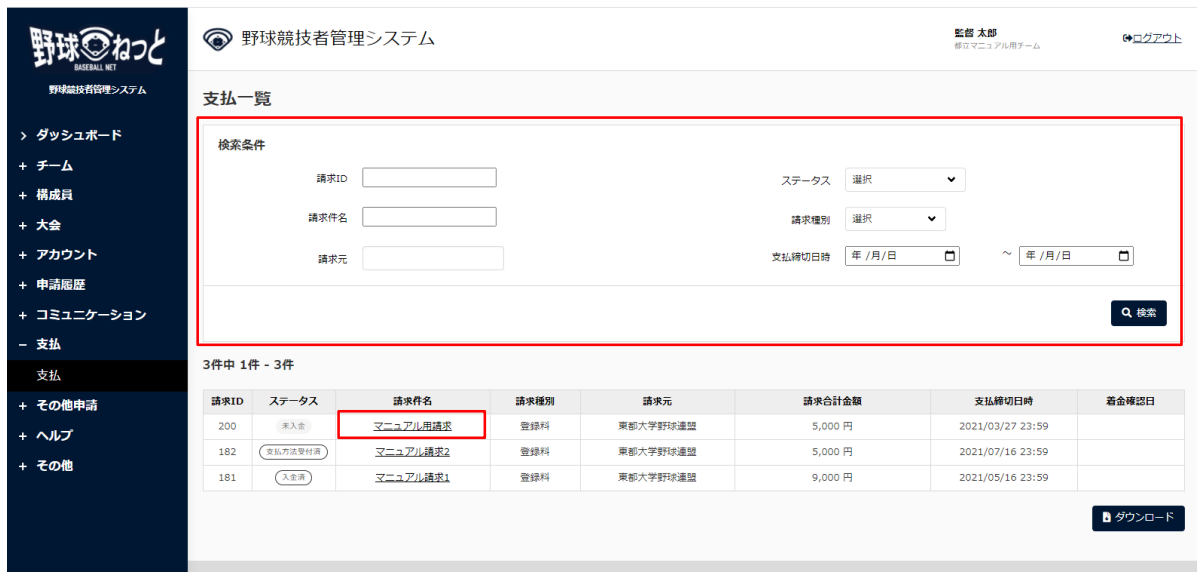 野球ねっと
BASEBALL NET
野球競技者管理システム
ダッシュボード
+ チーム
+ 構成員
+ 大会
+ アカウント
+ 申請履歴
+ コミュニケーション
− 支払
支払
+ その他申請
+ ヘルプ
+ その他
野球競技者管理システム
監督 太郎
都立マニュアル用チーム
ログアウト
支払一覧
検索条件
請求ID
ステータス 選択
請求件名
請求種別 選択
請求元
支払締切日時 年 /月/日 ～ 年 /月/日
検索
3件中 1件 - 3件
請求ID ステータス 請求件名 請求種別 請求元 請求合計金額 支払締切日時 着金確認日
200 未入金 マニュアル用請求 登録料 東都大学野球連盟 5,000 円 2021/03/27 23:59
182 支払方法受付済 マニュアル請求2 登録料 東都大学野球連盟 5,000 円 2021/07/16 23:59
181 入金済 マニュアル請求1 登録料 東都大学野球連盟 9,000 円 2021/05/16 23:59
ダウンロード